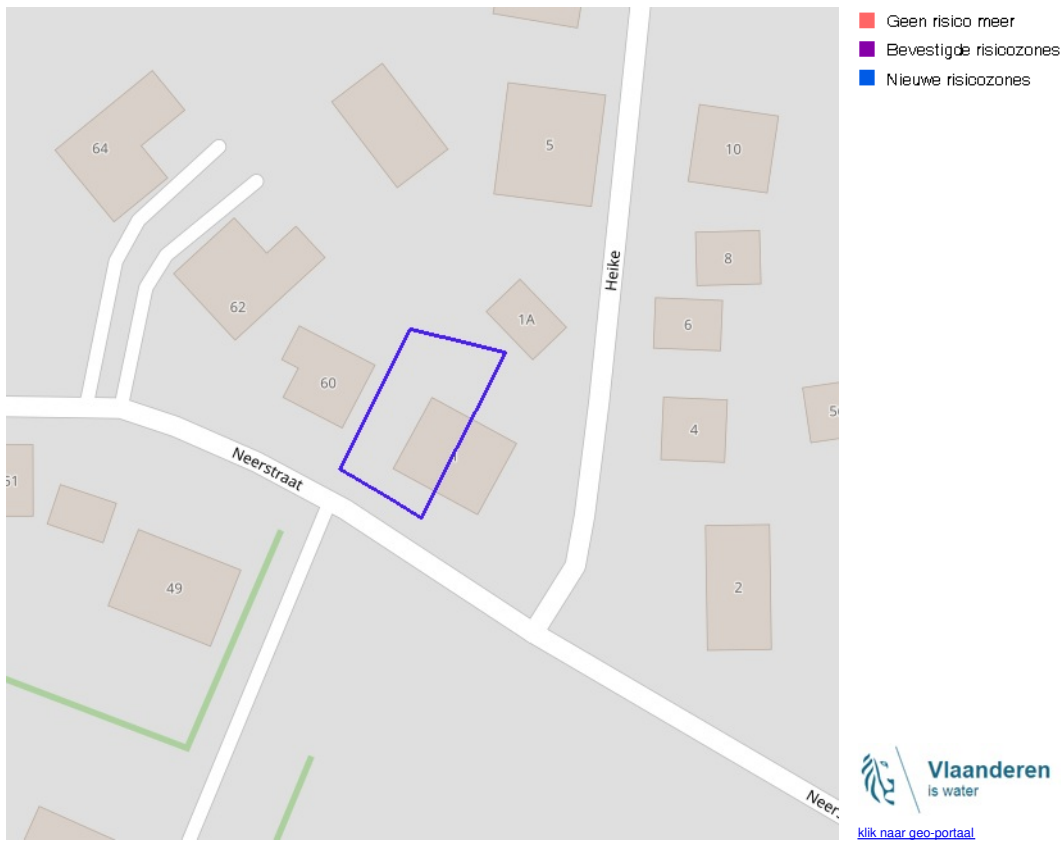 Geen risico meer
Bevestigde risicozones
Nieuwe risicozones
64
5
10
8
Heike
62
1A
6
60
4
Neerstraat
51
49
2
Vlaanderen
is water
klik naar geo-portaal